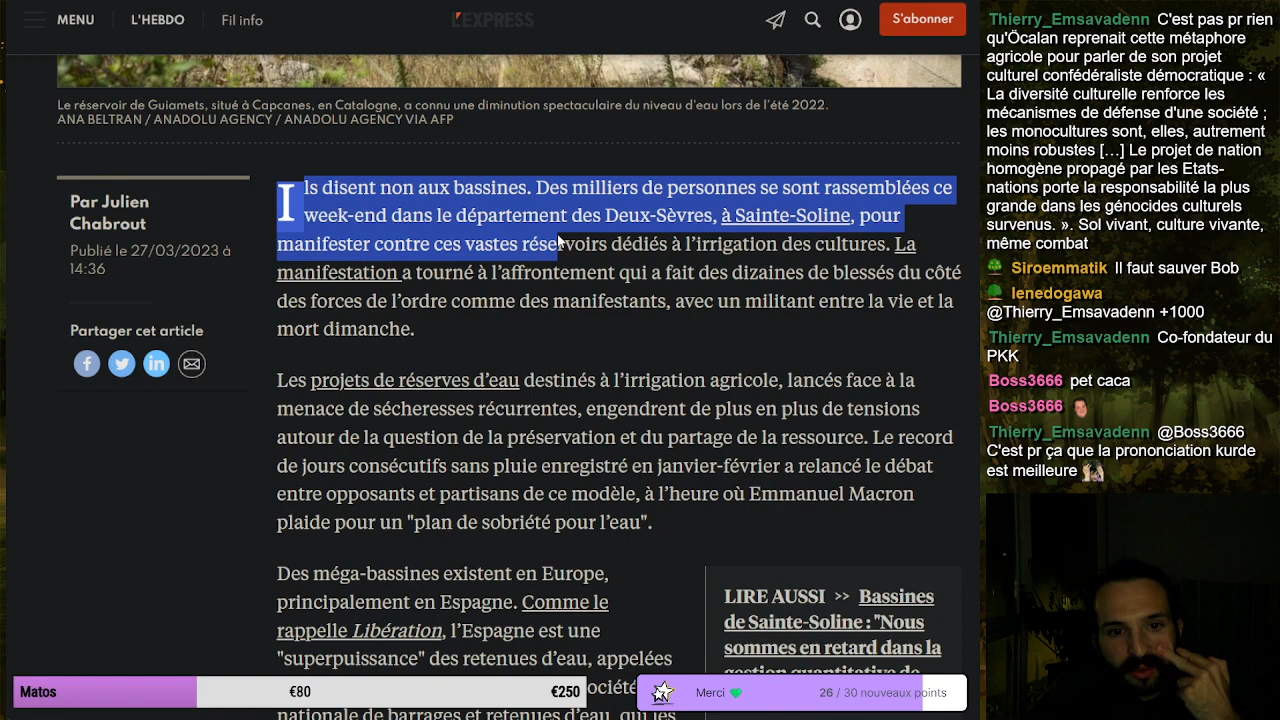 MENU
L'HEBDO
Fil info
L'EXPRESS
S'abonner
Le réservoir de Guiamets, situé à Capcanes, en Catalogne, a connu une diminution spectaculaire du niveau d'eau lors de l'été 2022.
ANA BELTRAN / ANADOLU AGENCY / ANADOLU AGENCY VIA AFP
Par Julien
Chabrout
Publié le 27/03/2023 à
14:36
Partager cet article
Ils disent non aux bassines. Des milliers de personnes se sont rassemblées ce
week-end dans le département des Deux-Sèvres, à Sainte-Soline, pour
manifester contre ces vastes réservoirs dédiés à l'irrigation des cultures. La
manifestation a tourné à l'affrontement qui a fait des dizaines de blessés du côté
des forces de l'ordre comme des manifestants, avec un militant entre la vie et la
mort dimanche.
Les projets de réserves d'eau destinés à l'irrigation agricole, lancés face à la
menace de sécheresses récurrentes, engendrent de plus en plus de tensions
autour de la question de la préservation et du partage de la ressource. Le record
de jours consécutifs sans pluie enregistré en janvier-février a relancé le débat
entre opposants et partisans de ce modèle, à l'heure où Emmanuel Macron
plaide pour un "plan de sobriété pour l'eau".
Des méga-bassines existent en Europe,
principalement en Espagne. Comme le
rappelle Libération, l'Espagne est une
"superpuissance" des retenues d'eau, appelées
ociété
nationale de barrages et retenues d'eau, qui les
LIRE AUSSI >> Bassines
de Sainte-Soline : "Nous
sommes en retard dans la
gestion quantitative de
Matos
€80
€250
Merci
26 / 30 nouveaux points
Thierry_Emsavadenn C'est pas pr rien
qu'Öcalan reprenait cette métaphore
agricole pour parler de son projet
culturel confédéraliste démocratique : «
La diversité culturelle renforce les
mécanismes de défense d'une société ;
les monocultures sont, elles, autrement
moins robustes […] Le projet de nation
homogène propagé par les Etats-
nations porte la responsabilité la plus
grande dans les génocides culturels
survenus. ». Sol vivant, culture vivante,
même combat
Siroemmatik Il faut sauver Bob
lenedogawa
@Thierry_Emsavadenn +1000
Thierry_Emsavadenn Co-fondateur du
PKK
Boss3666 pet caca
Boss3666
Thierry_Emsavadenn @Boss3666
C'est pr ça que la prononciation kurde
est meilleure